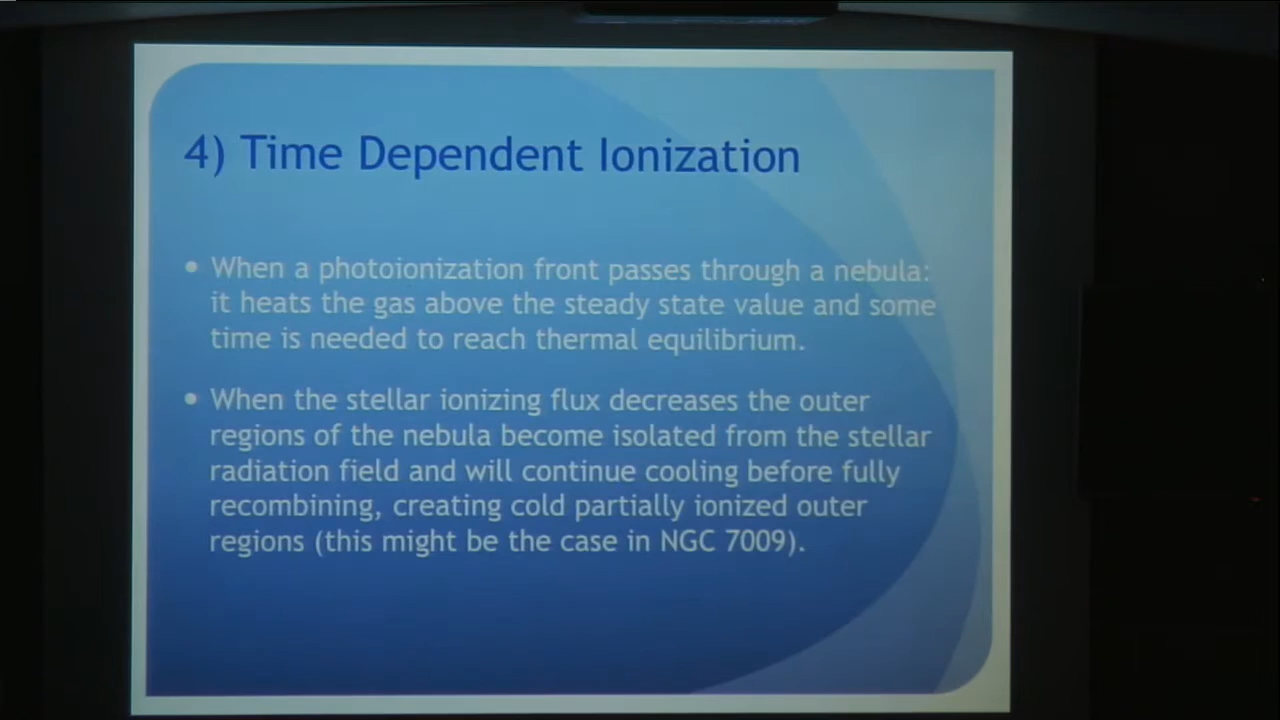 4) Time Dependent Ionization
• When a photoionization front passes through a nebula:
it heats the gas above the steady state value and some
time is needed to reach thermal equilibrium.
• When the stellar ionizing flux decreases the outer
regions of the nebula become isolated from the stellar
radiation field and will continue cooling before fully
recombining, creating cold partially ionized outer
regions (this might be the case in NGC 7009).